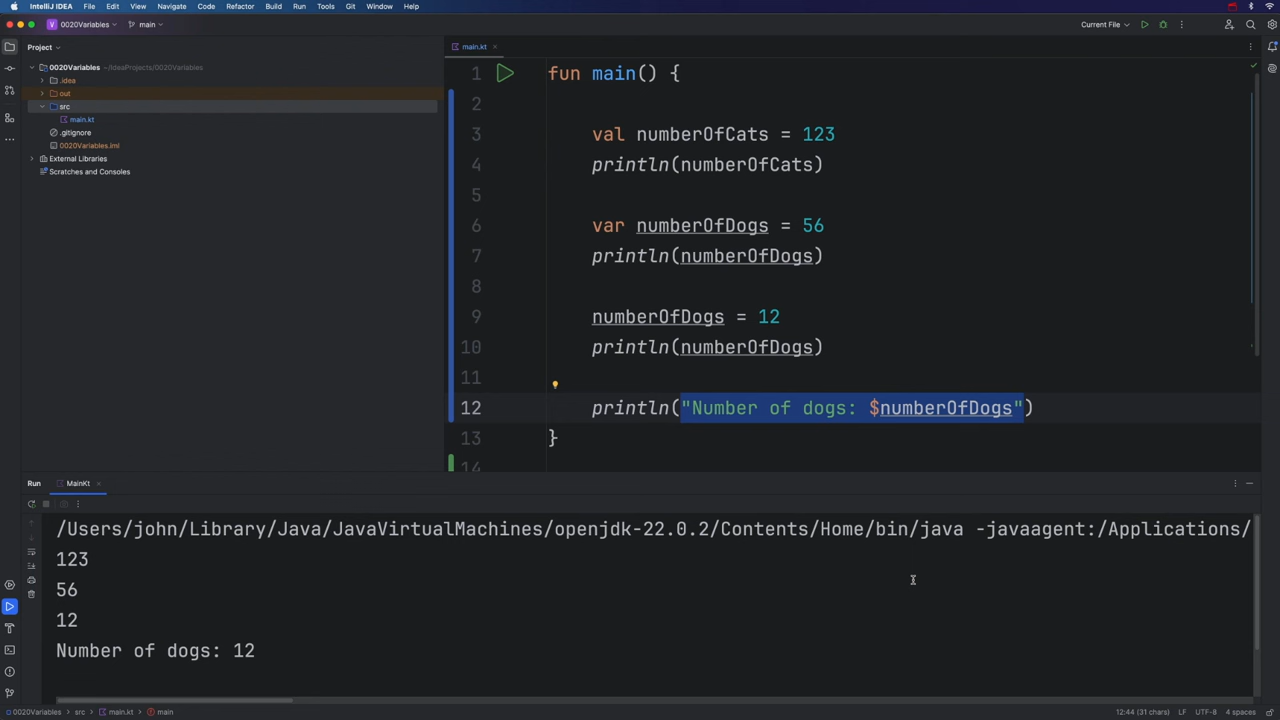 IntelliJ IDEA File Edit View Navigate Code Refactor Build Run Tools Git Window Help
V 0020Variables main Current File
Project
main.kt
0020Variables ~/IdeaProjects/0020Variables
.idea
out
src
main.kt
.gitignore
0020Variables.iml
External Libraries
Scratches and Consoles
1 fun main() {
2
3 val numberOfCats = 123
4 println(numberOfCats)
5
6 var numberOfDogs = 56
7 println(numberOfDogs)
8
9 numberOfDogs = 12
10 println(numberOfDogs)
11
12 println("Number of dogs: $numberOfDogs")
13 }
14
Run MainKt
/Users/john/Library/Java/JavaVirtualMachines/openjdk-22.0.2/Contents/Home/bin/java -javaagent:/Applications/
123
56
12
Number of dogs: 12
0020Variables src main.kt main 12:44 (31 chars) LF UTF-8 4 spaces